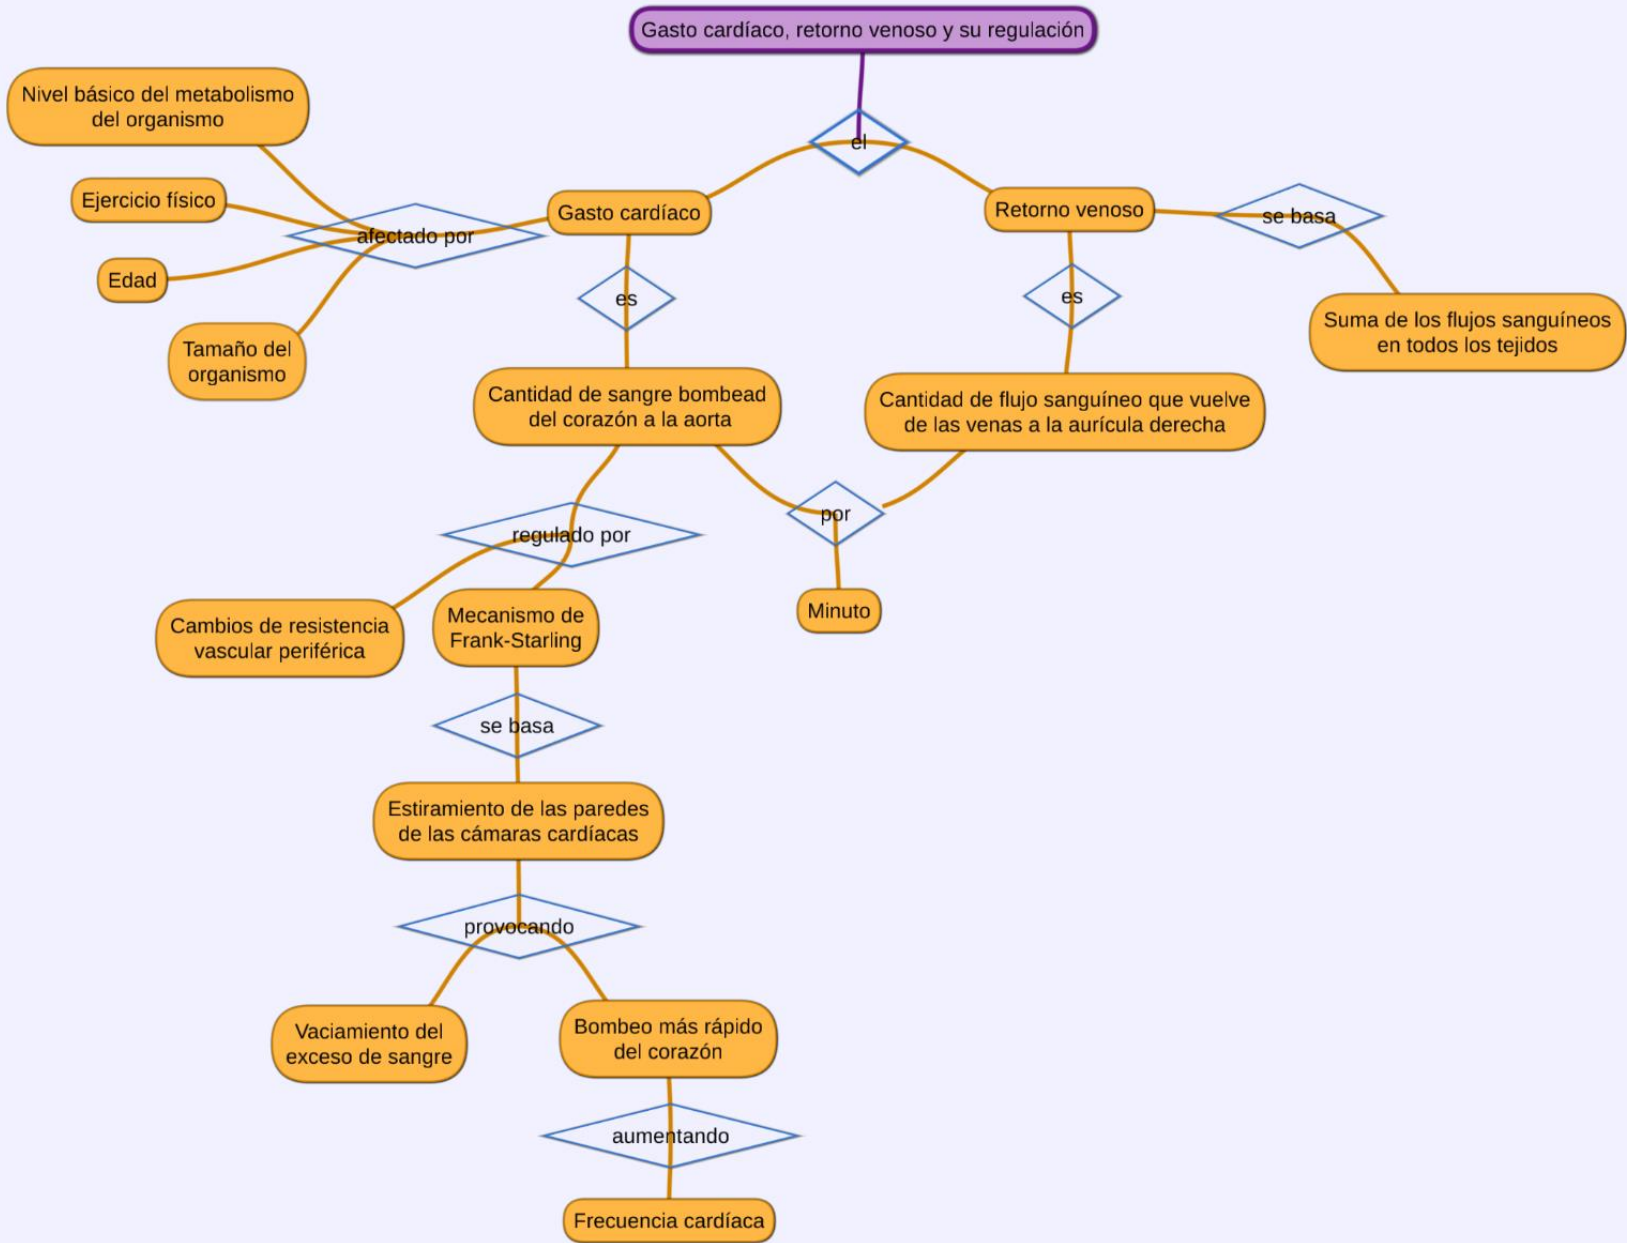 Gasto cardíaco, retorno venoso y su regulación
el
Nivel básico del metabolismo
del organismo
Ejercicio físico
Edad
Tamaño del
organismo
afectado por
Gasto cardíaco
Retorno venoso
se basa
Suma de los flujos sanguíneos
en todos los tejidos
es
es
Cantidad de sangre bombead
del corazón a la aorta
Cantidad de flujo sanguíneo que vuelve
de las venas a la aurícula derecha
regulado por
por
Minuto
Cambios de resistencia
vascular periférica
Mecanismo de
Frank-Starling
se basa
Estiramiento de las paredes
de las cámaras cardíacas
provocando
Vaciamiento del
exceso de sangre
Bombeo más rápido
del corazón
aumentando
Frecuencia cardíaca